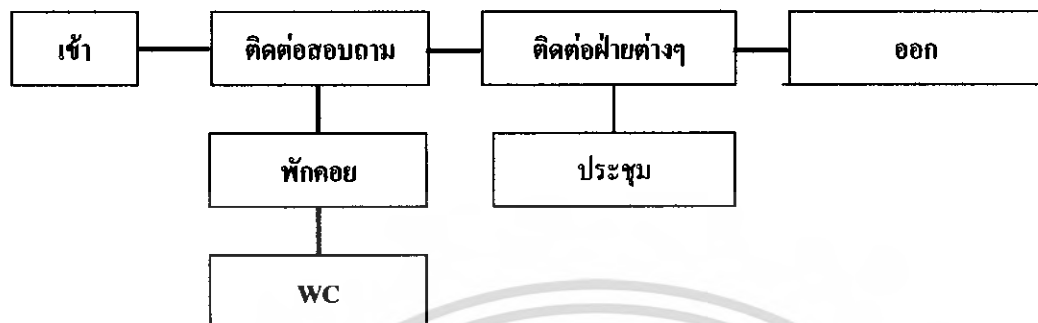 เข้า
ติดต่อสอบถาม
ติดต่อฝ่ายต่างๆ
ออก
พักคอย
ประชุม
WC